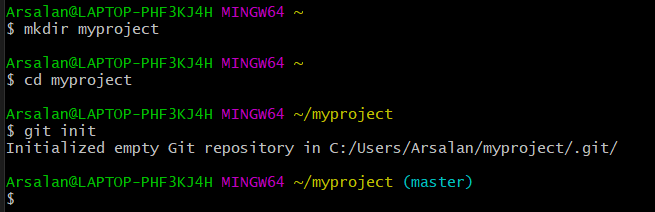 Arsalan@LAPTOP-PHF3KJ4H MINGW64 ~
$ mkdir myproject
Arsalan@LAPTOP-PHF3KJ4H MINGW64 ~
$ cd myproject
Arsalan@LAPTOP-PHF3KJ4H MINGW64 ~/myproject
$ git init
Initialized empty Git repository in C:/Users/Arsalan/myproject/.git/
Arsalan@LAPTOP-PHF3KJ4H MINGW64 ~/myproject (master)
$